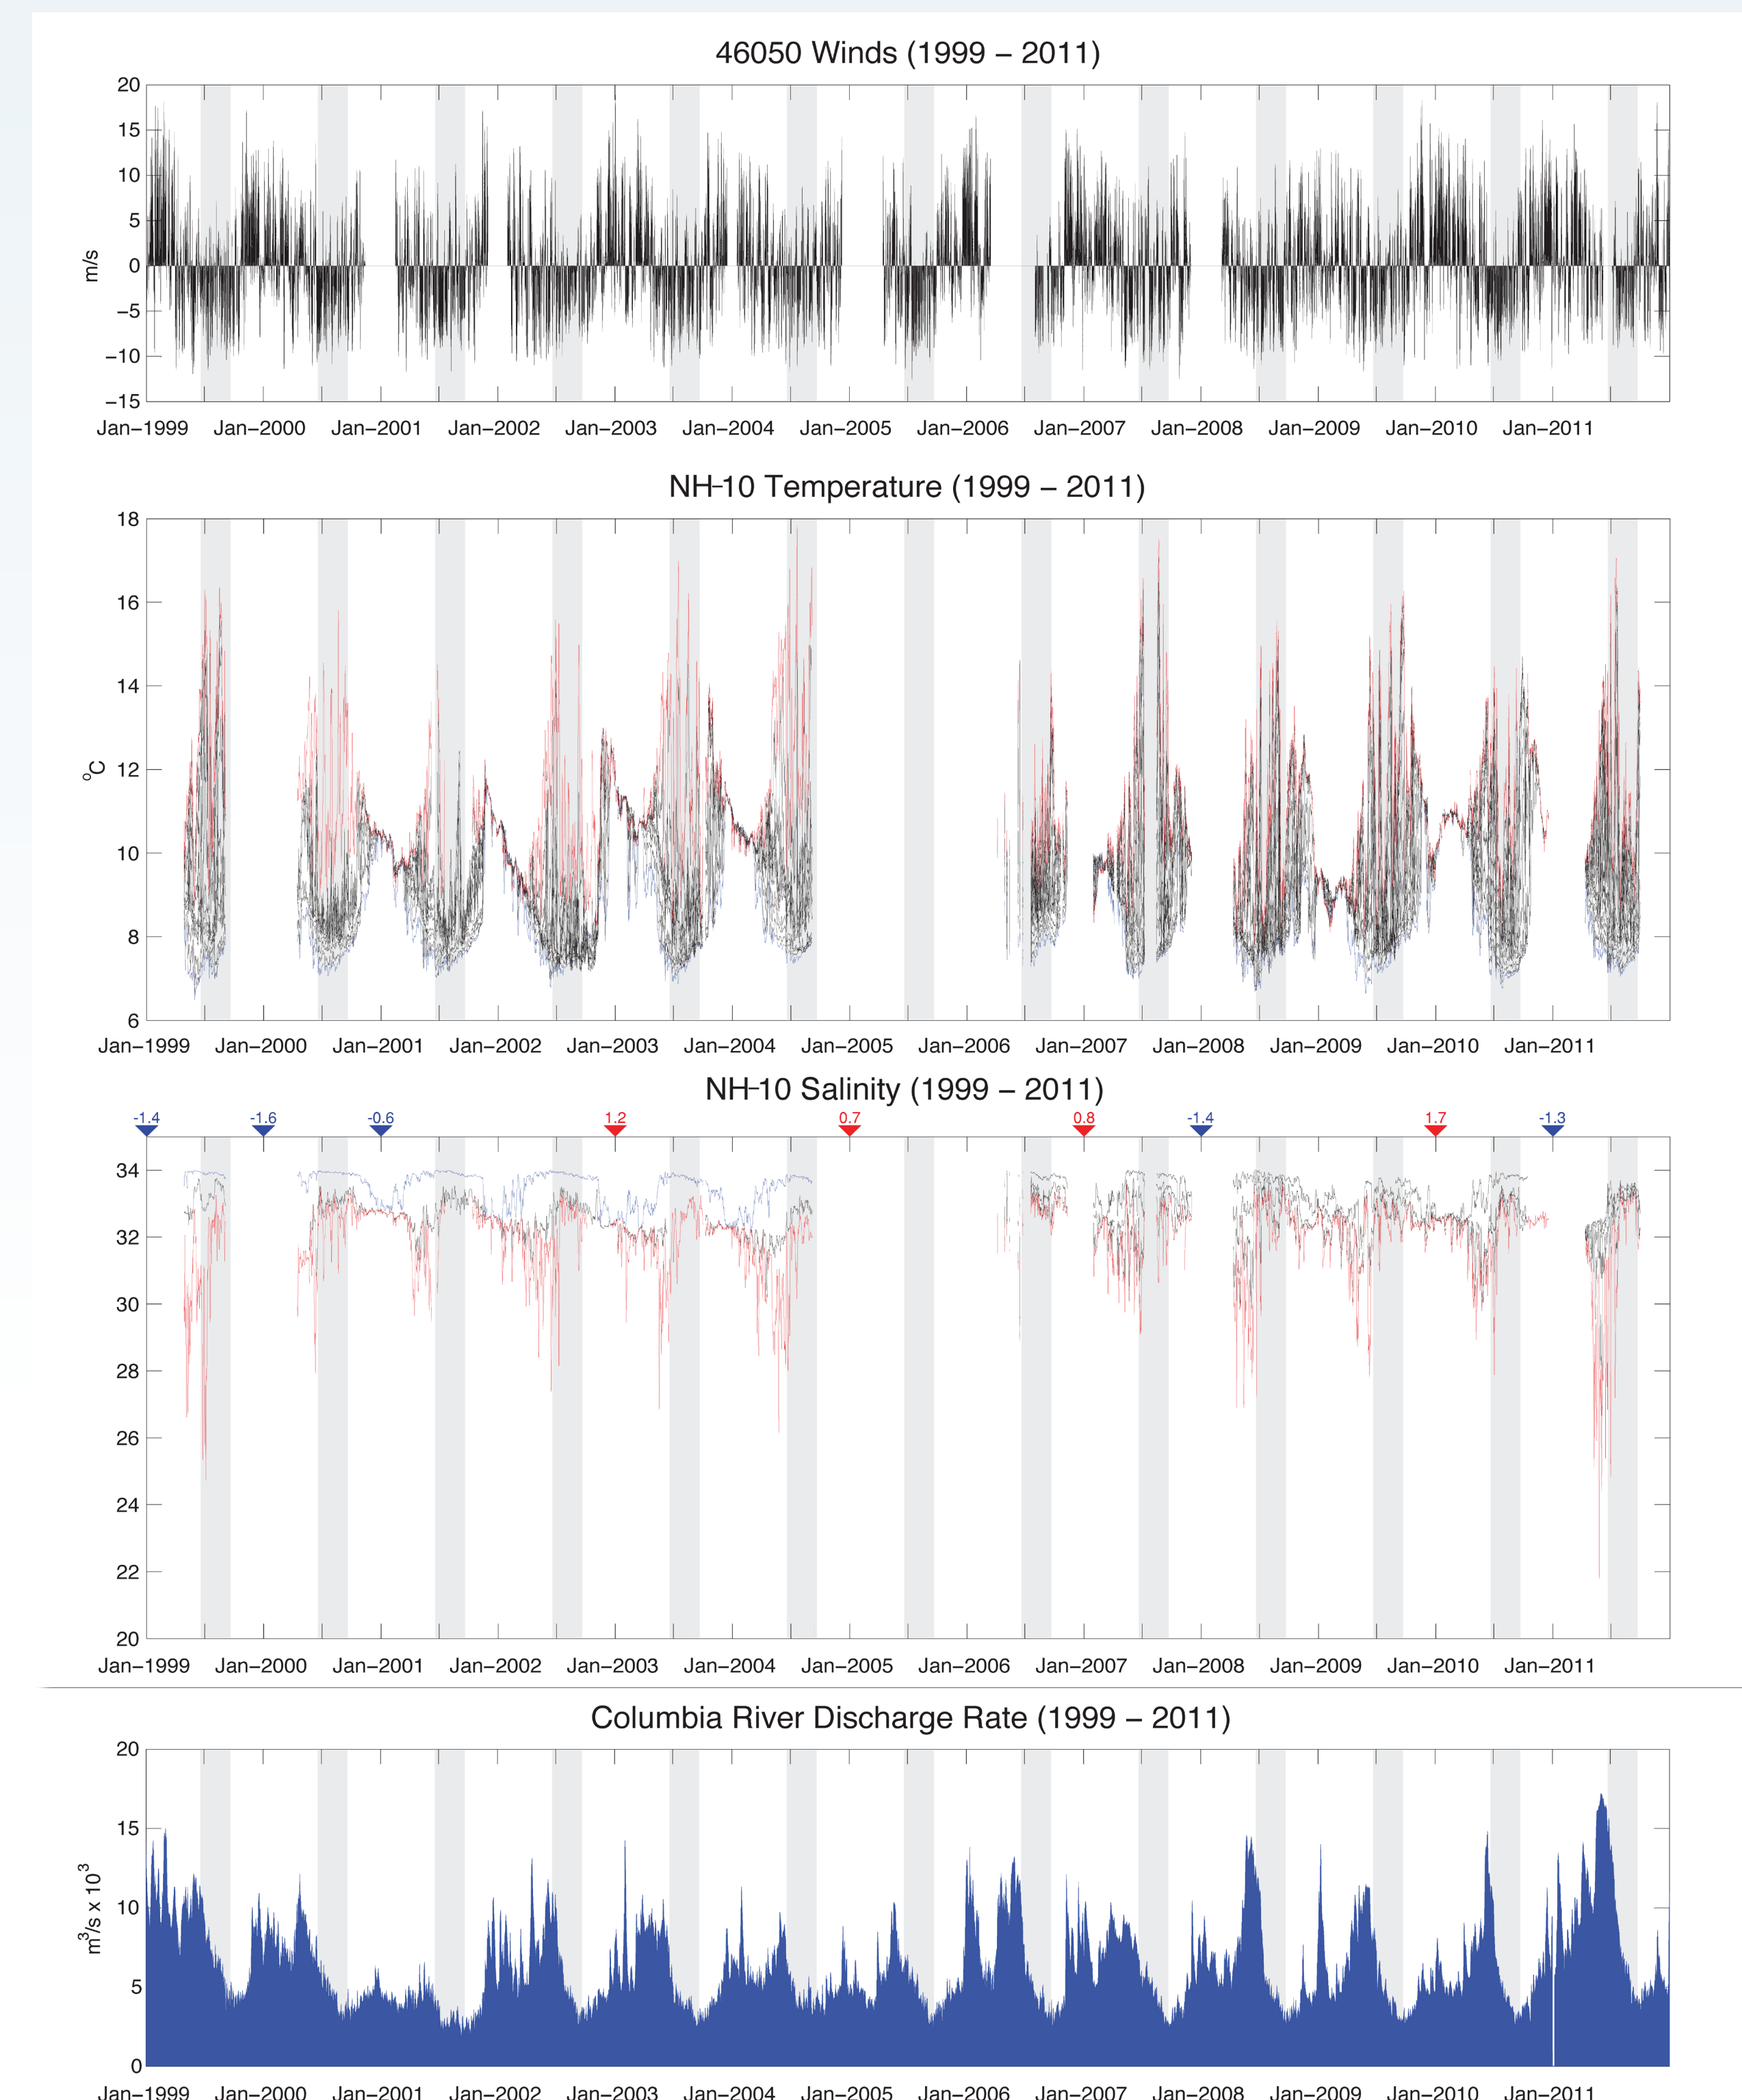 46050 Winds (1999 – 2011)
20
15
10
5
0
−5
−10
−15
m/s
Jan−1999 Jan−2000 Jan−2001 Jan−2002 Jan−2003 Jan−2004 Jan−2005 Jan−2006 Jan−2007 Jan−2008 Jan−2009 Jan−2010 Jan−2011
NH-10 Temperature (1999 – 2011)
18
16
14
12
10
8
6
°C
Jan−1999 Jan−2000 Jan−2001 Jan−2002 Jan−2003 Jan−2004 Jan−2005 Jan−2006 Jan−2007 Jan−2008 Jan−2009 Jan−2010 Jan−2011
NH-10 Salinity (1999 – 2011)
-1.4 -1.6 -0.6 1.2 0.7 0.8 -1.4 1.7 -1.3
34
32
30
28
26
24
22
20
Jan−1999 Jan−2000 Jan−2001 Jan−2002 Jan−2003 Jan−2004 Jan−2005 Jan−2006 Jan−2007 Jan−2008 Jan−2009 Jan−2010 Jan−2011
Columbia River Discharge Rate (1999 – 2011)
20
15
10
5
0
m³/s x 10³
Jan−1999 Jan−2000 Jan−2001 Jan−2002 Jan−2003 Jan−2004 Jan−2005 Jan−2006 Jan−2007 Jan−2008 Jan−2009 Jan−2010 Jan−2011